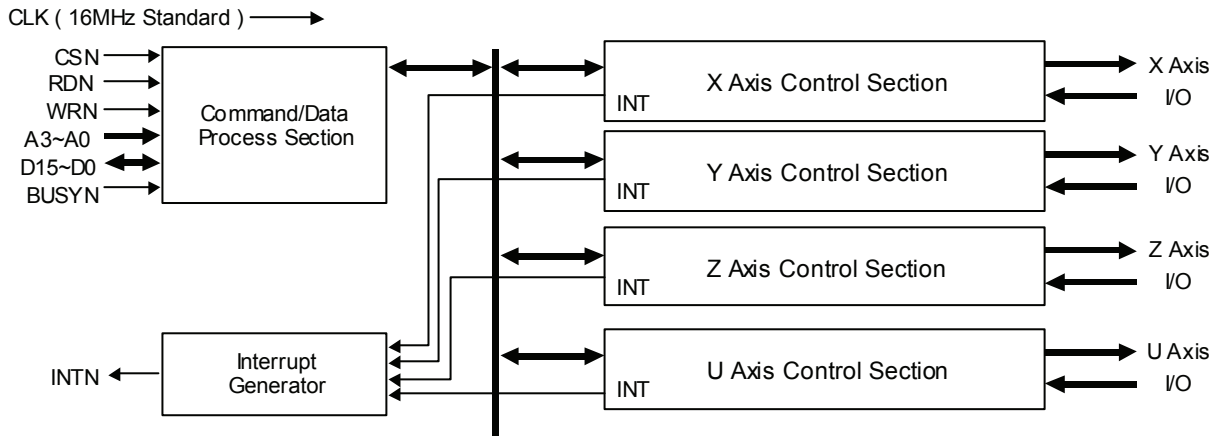 CLK ( 16MHz Standard )
CSN
RDN
WRN
A3~A0
D15~D0
BUSYN
Command/Data
Process Section
INTN
Interrupt
Generator
X Axis Control Section
INT
X Axis
I/O
Y Axis Control Section
INT
Y Axis
I/O
Z Axis Control Section
INT
Z Axis
I/O
U Axis Control Section
INT
U Axis
I/O